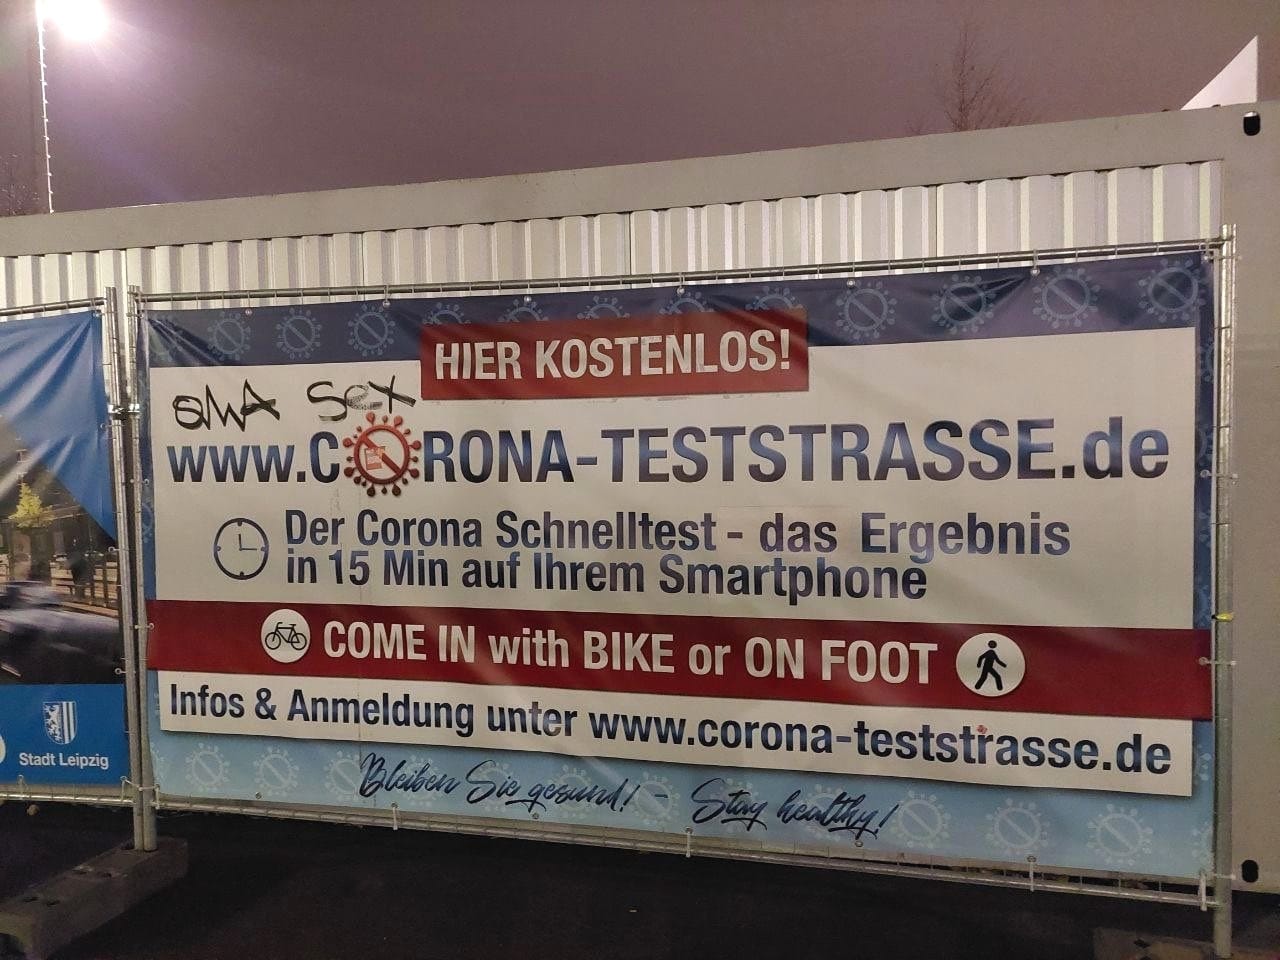 HIER KOSTENLOS!
OMA SEX
www.CORONA-TESTSTRASSE.de
Der Corona Schnelltest - das Ergebnis
in 15 Min auf Ihrem Smartphone
COME IN with BIKE or ON FOOT
Infos & Anmeldung unter www.corona-teststrasse.de
Bleiben Sie gesund! - Stay healthy!
Stadt Leipzig